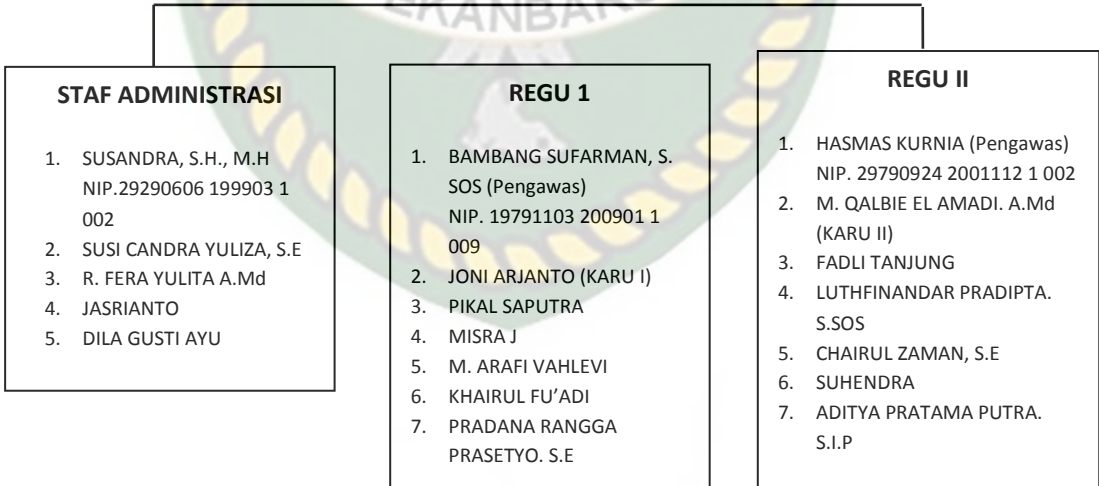 EKANBARU
STAF ADMINISTRASI
1. SUSANDRA, S.H., M.H
NIP.29290606 199903 1
002
2. SUSI CANDRA YULIZA, S.E
3. R. FERA YULITA A.Md
4. JASRIANTO
5. DILA GUSTI AYU
REGU 1
1. BAMBANG SUFARMAN, S.
SOS (Pengawas)
NIP. 19791103 200901 1
009
2. JONI ARJANTO (KARU I)
3. PIKAL SAPUTRA
4. MISRA J
5. M. ARAFI VAHLEVI
6. KHAIRUL FU’ADI
7. PRADANA RANGGA
PRASETYO. S.E
REGU II
1. HASMAS KURNIA (Pengawas)
NIP. 29790924 2001112 1 002
2. M. QALBIE EL AMADI. A.Md
(KARU II)
3. FADLI TANJUNG
4. LUTHFINANDAR PRADIPTA.
S.SOS
5. CHAIRUL ZAMAN, S.E
6. SUHENDRA
7. ADITYA PRATAMA PUTRA.
S.I.P